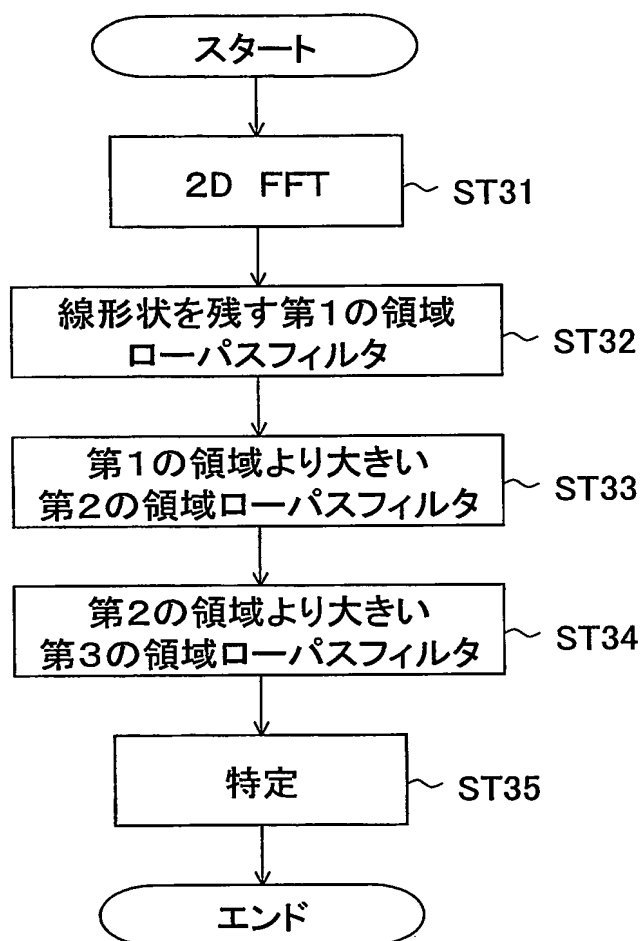 スタート
2D FFT
ST31
線形状を残す第1の領域
ローパスフィルタ
ST32
第1の領域より大きい
第2の領域ローパスフィルタ
ST33
第2の領域より大きい
第3の領域ローパスフィルタ
ST34
特定
ST35
エンド